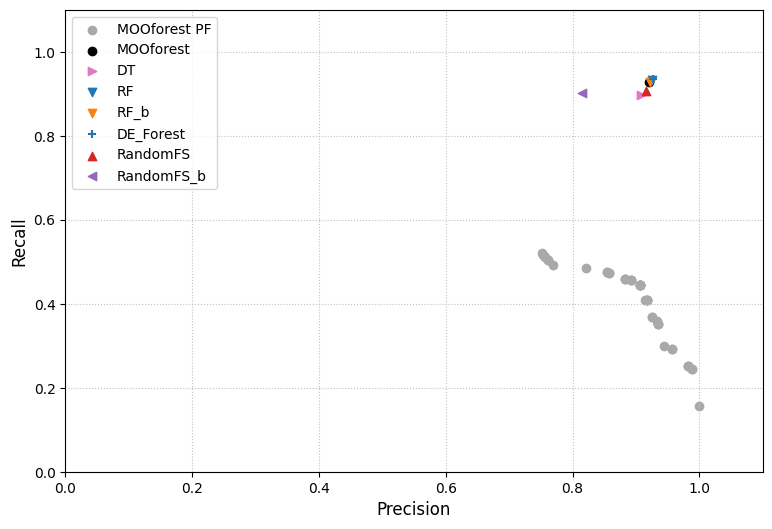 MOOforest PF
MOOforest
DT
RF
RF_b
DE_Forest
RandomFS
RandomFS_b
1.0
0.8
0.6
0.4
0.2
0.0
Recall
0.0 0.2 0.4 0.6 0.8 1.0
Precision